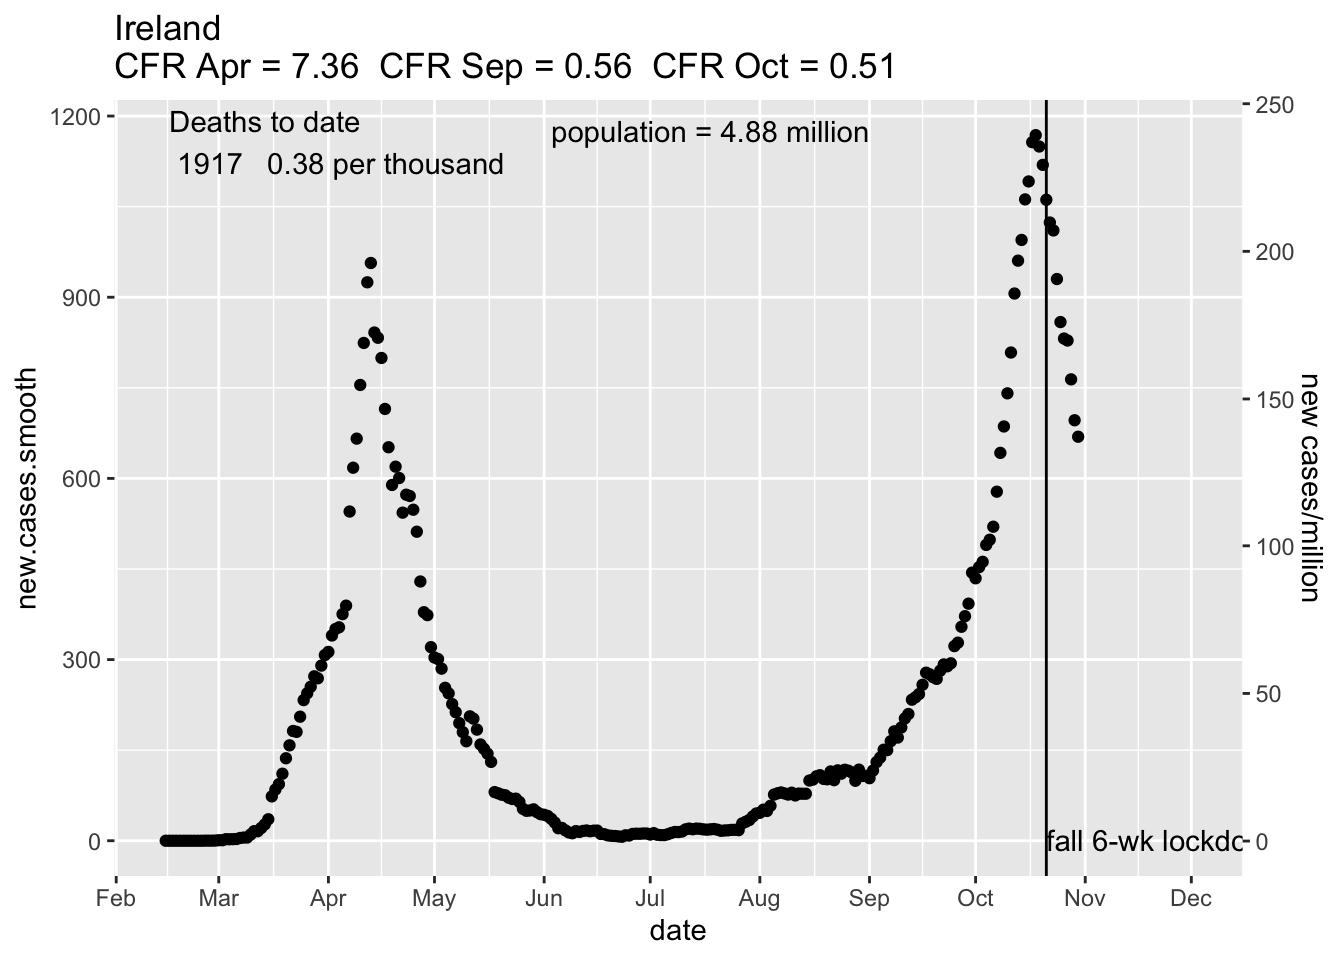 Ireland
CFR Apr = 7.36  CFR Sep = 0.56  CFR Oct = 0.51
Deaths to date
1917   0.38 per thousand
population = 4.88 million
1200
900
600
300
0
new.cases.smooth
250
200
150
100
50
0
new cases/million
fall 6-wk lockdc
Feb Mar Apr May Jun Jul Aug Sep Oct Nov Dec
date